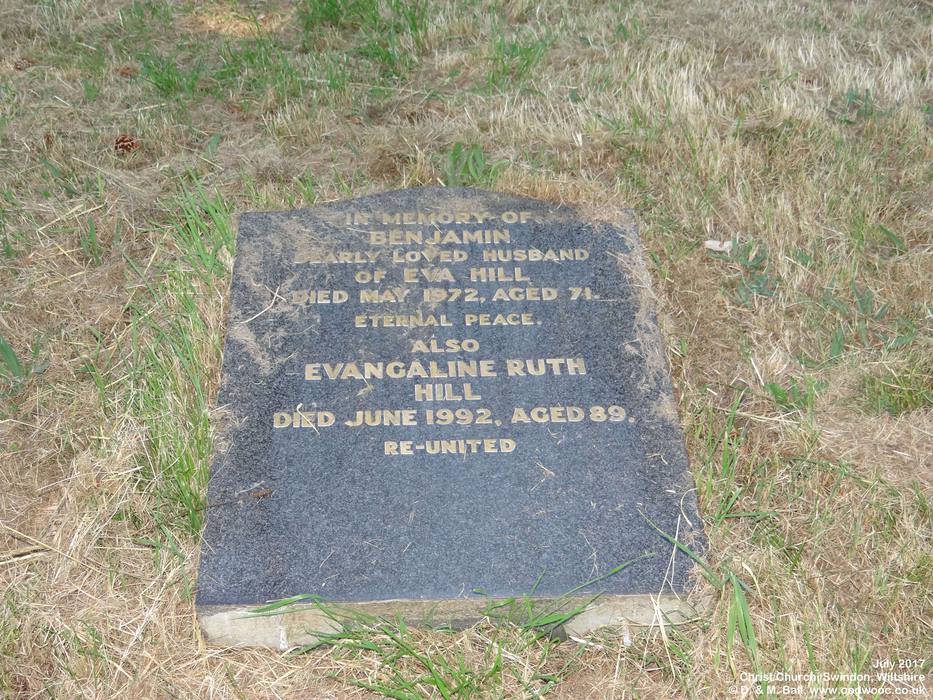 IN MEMORY OF
BENJAMIN
DEARLY LOVED HUSBAND
OF EVA HILL
DIED MAY 1972, AGED 71.
ETERNAL PEACE.
ALSO
EVANGALINE RUTH
HILL
DIED JUNE 1992, AGED 89.
RE-UNITED
July 2017
Christ Church, Swindon, Wiltshire
© D. & M. Ball, www.oodwooc.co.uk